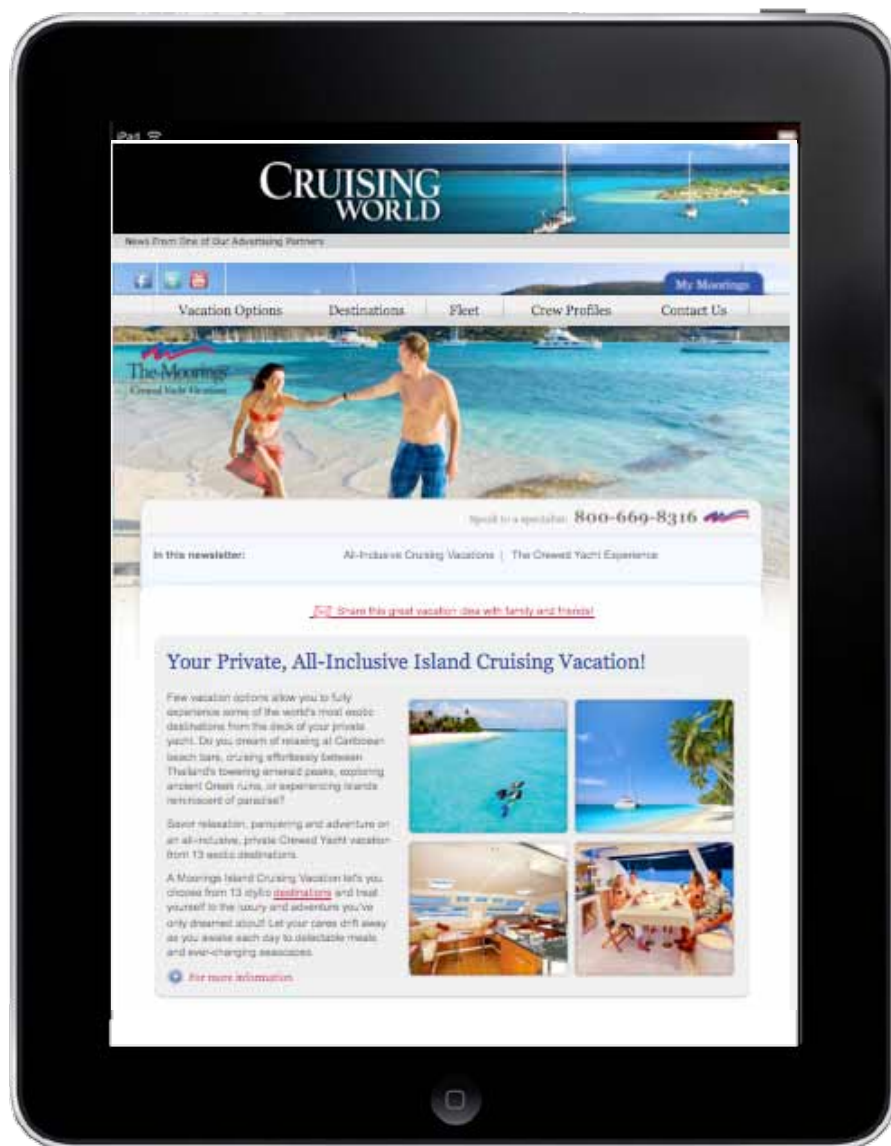 iPad
CRUISING
WORLD
News From One of Our Advertising Partners
My Moorings
Vacation Options Destinations Fleet Crew Profiles Contact Us
The Moorings
Crewed Yacht Vacations
Speak to a specialist: 800-669-8316
In this newsletter: All-Inclusive Cruising Vacations | The Crewed Yacht Experience
Share this great vacation idea with family and friends!
Your Private, All-Inclusive Island Cruising Vacation!
Few vacation options allow you to fully
experience some of the world's most exotic
destinations from the deck of your private
yacht. Do you dream of relaxing at Caribbean
beach bars, cruising effortlessly between
Thailand's towering emerald peaks, exploring
ancient Greek ruins, or experiencing islands
reminiscent of paradise?
Savor relaxation, pampering and adventure on
an all-inclusive, private Crewed Yacht vacation
from 13 exotic destinations.
A Moorings Island Cruising Vacation let's you
choose from 13 idyllic destinations and treat
yourself to the luxury and adventure you've
only dreamed about! Let your cares drift away
as you awake each day to delectable meals
and ever-changing seascapes.
For more information